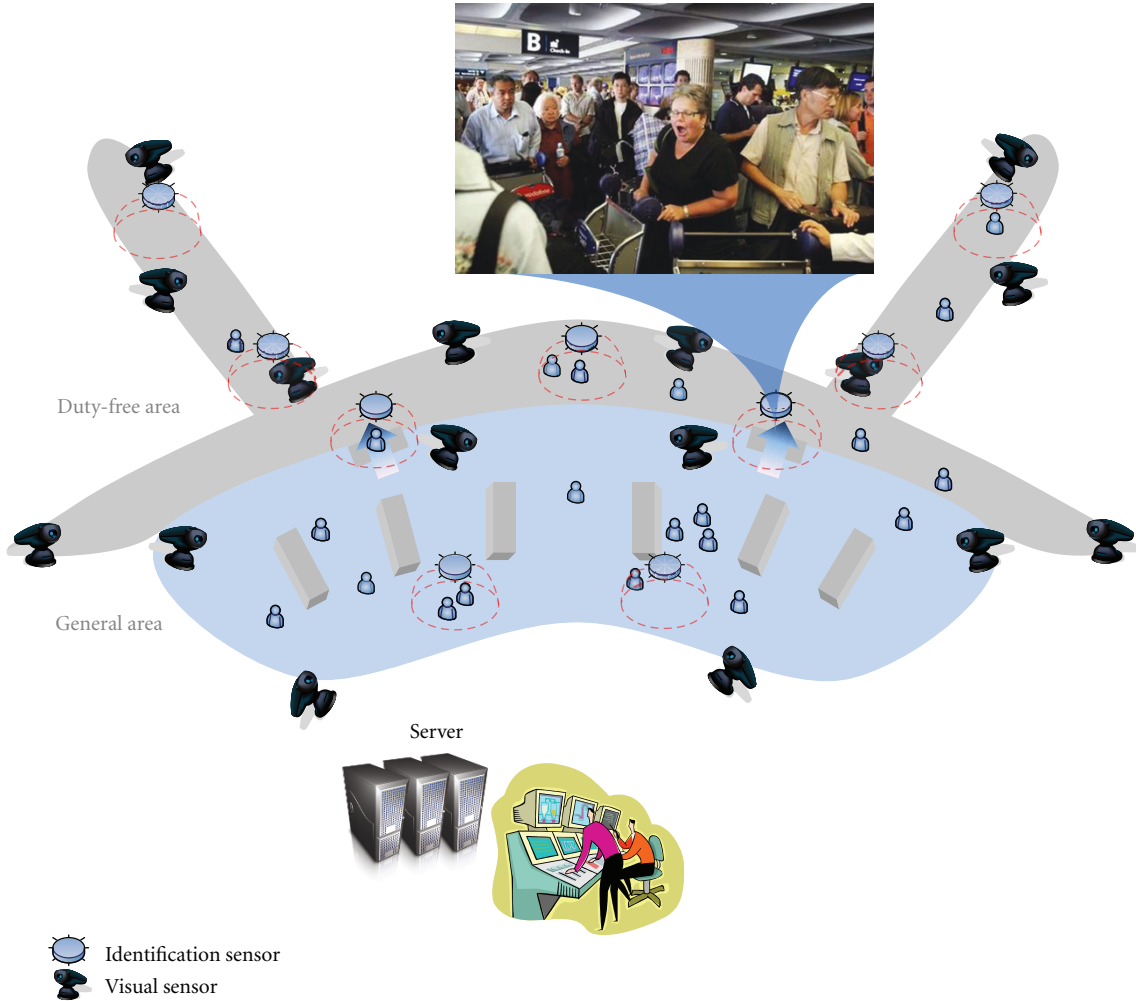 B
Check-in
Duty-free area
General area
Server
Identification sensor
Visual sensor